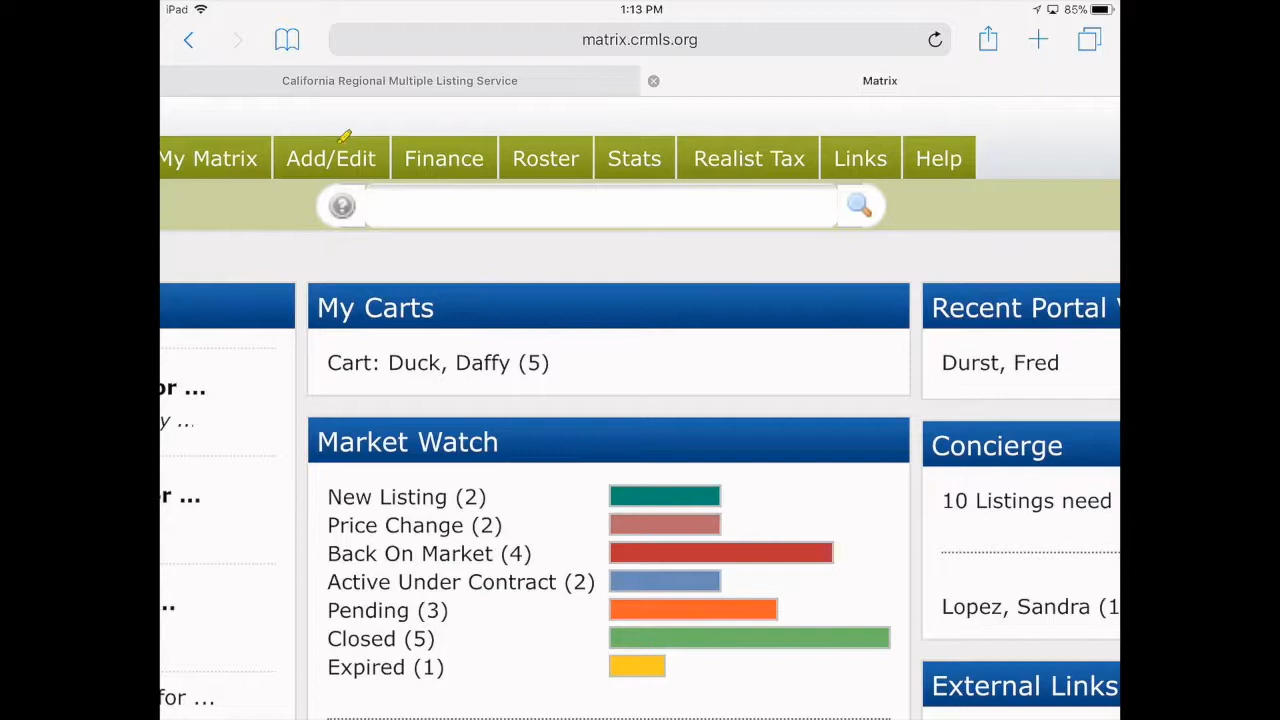 iPad 1:13 PM 85%
matrix.crmls.org
California Regional Multiple Listing Service Matrix
My Matrix Add/Edit Finance Roster Stats Realist Tax Links Help
My Carts
Cart: Duck, Daffy (5)
Market Watch
New Listing (2)
Price Change (2)
Back On Market (4)
Active Under Contract (2)
Pending (3)
Closed (5)
Expired (1)
Recent Portal
Durst, Fred
Concierge
10 Listings need
Lopez, Sandra (1
External Links
or ...
y ...
r ...
...
for ...